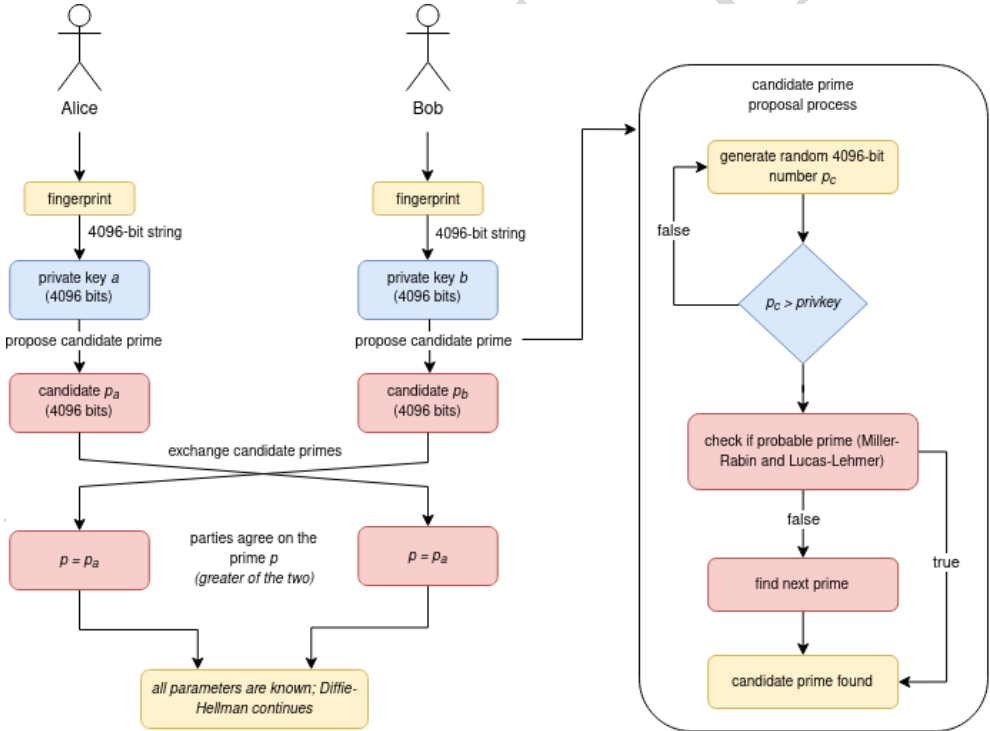 Alice
fingerprint
4096-bit string
private key a
(4096 bits)
propose candidate prime
candidate pₐ
(4096 bits)
Bob
fingerprint
4096-bit string
private key b
(4096 bits)
propose candidate prime
candidate p_b
(4096 bits)
exchange candidate primes
p = pₐ
parties agree on the
prime p
(greater of the two)
p = pₐ
all parameters are known; Diffie-
Hellman continues
candidate prime
proposal process
generate random 4096-bit
number p_c
false
p_c > privkey
check if probable prime (Miller-
Rabin and Lucas-Lehmer)
false
true
find next prime
candidate prime found